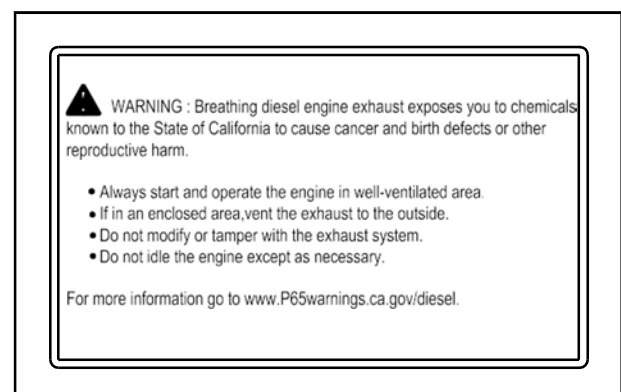 WARNING : Breathing diesel engine exhaust exposes you to chemicals
known to the State of California to cause cancer and birth defects or other
reproductive harm.
• Always start and operate the engine in well-ventilated area.
• If in an enclosed area,vent the exhaust to the outside.
• Do not modify or tamper with the exhaust system.
• Do not idle the engine except as necessary.
For more information go to www.P65warnings.ca.gov/diesel.